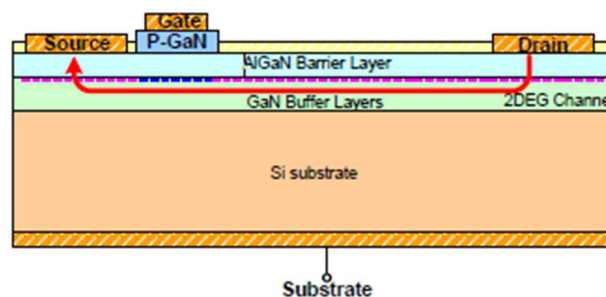 Gate
Source
P-GaN
Drain
AlGaN Barrier Layer
GaN Buffer Layers
2DEG Channe
Si substrate
Substrate